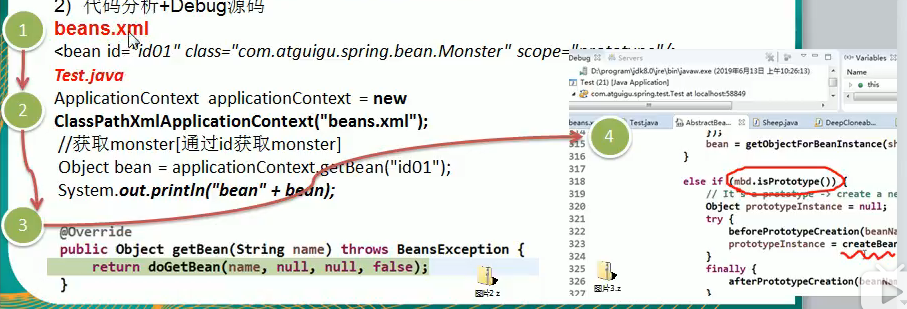 2) 代码分析+Debug源码
1
beans.xml
<bean id="id01" class="com.atguigu.spring.bean.Monster" scope="prototype"/>
Test.java
2
ApplicationContext applicationContext = new
ClassPathXmlApplicationContext("beans.xml");
//获取monster[通过id获取monster]
Object bean = applicationContext.getBean("id01");
System.out.println("bean" + bean);
3
@Override
public Object getBean(String name) throws BeansException {
return doGetBean(name, null, null, false);
}
图片2.z
Debug Servers
D:\program\jdk8.0\jre\bin\javaw.exe (2019年6月13日 上午10:26:13)
Test (21) [Java Application]
com.atguigu.spring.test.Test at localhost:58849
Variables
Name
this
4
beans.x Test.java AbstractBea... Sheep.java DeepCloneab
314 });
315 bean = getObjectForBeanInstance(sh
316 }
317
318 else if (mbd.isPrototype()) {
319 // It's a prototype -> create a ne
320 Object prototypeInstance = null;
321 try {
322 beforePrototypeCreation(beanNa
323 prototypeInstance = createBean
324 }
325 finally {
326 afterPrototypeCreation(beanNam
327 }
图片3.z